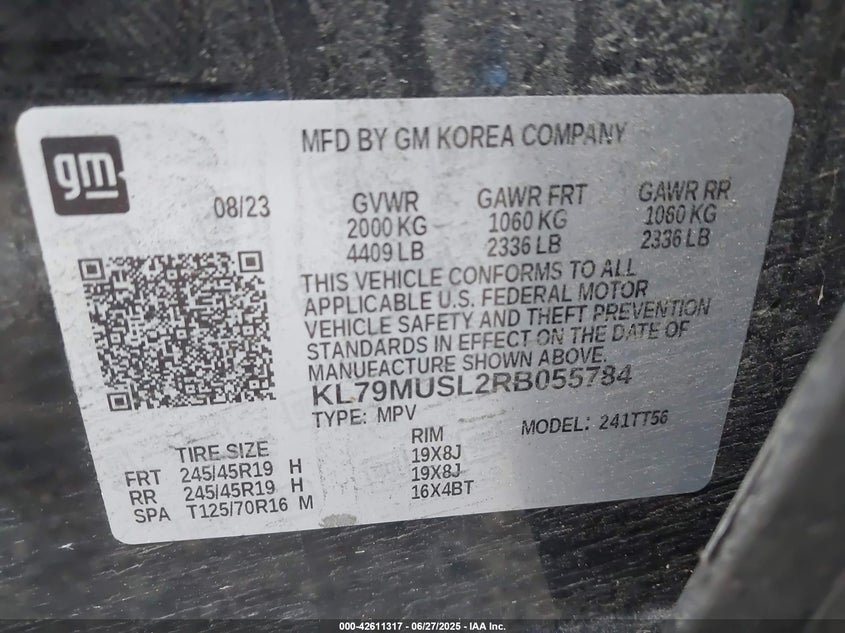 gm
MFD BY GM KOREA COMPANY
08/23
GVWR GAWR FRT GAWR RR
2000 KG 1060 KG 1060 KG
4409 LB 2336 LB 2336 LB
THIS VEHICLE CONFORMS TO ALL
APPLICABLE U.S. FEDERAL MOTOR
VEHICLE SAFETY AND THEFT PREVENTION
STANDARDS IN EFFECT ON THE DATE OF
MANUFACTURE SHOWN ABOVE.
KL79MUSL2RB055784
TYPE: MPV MODEL: 241TT56
TIRE SIZE RIM
FRT 245/45R19 H 19X8J
RR 245/45R19 H 19X8J
SPA T125/70R16 M 16X4BT
000-42611317 - 06/27/2025 - IAA Inc.